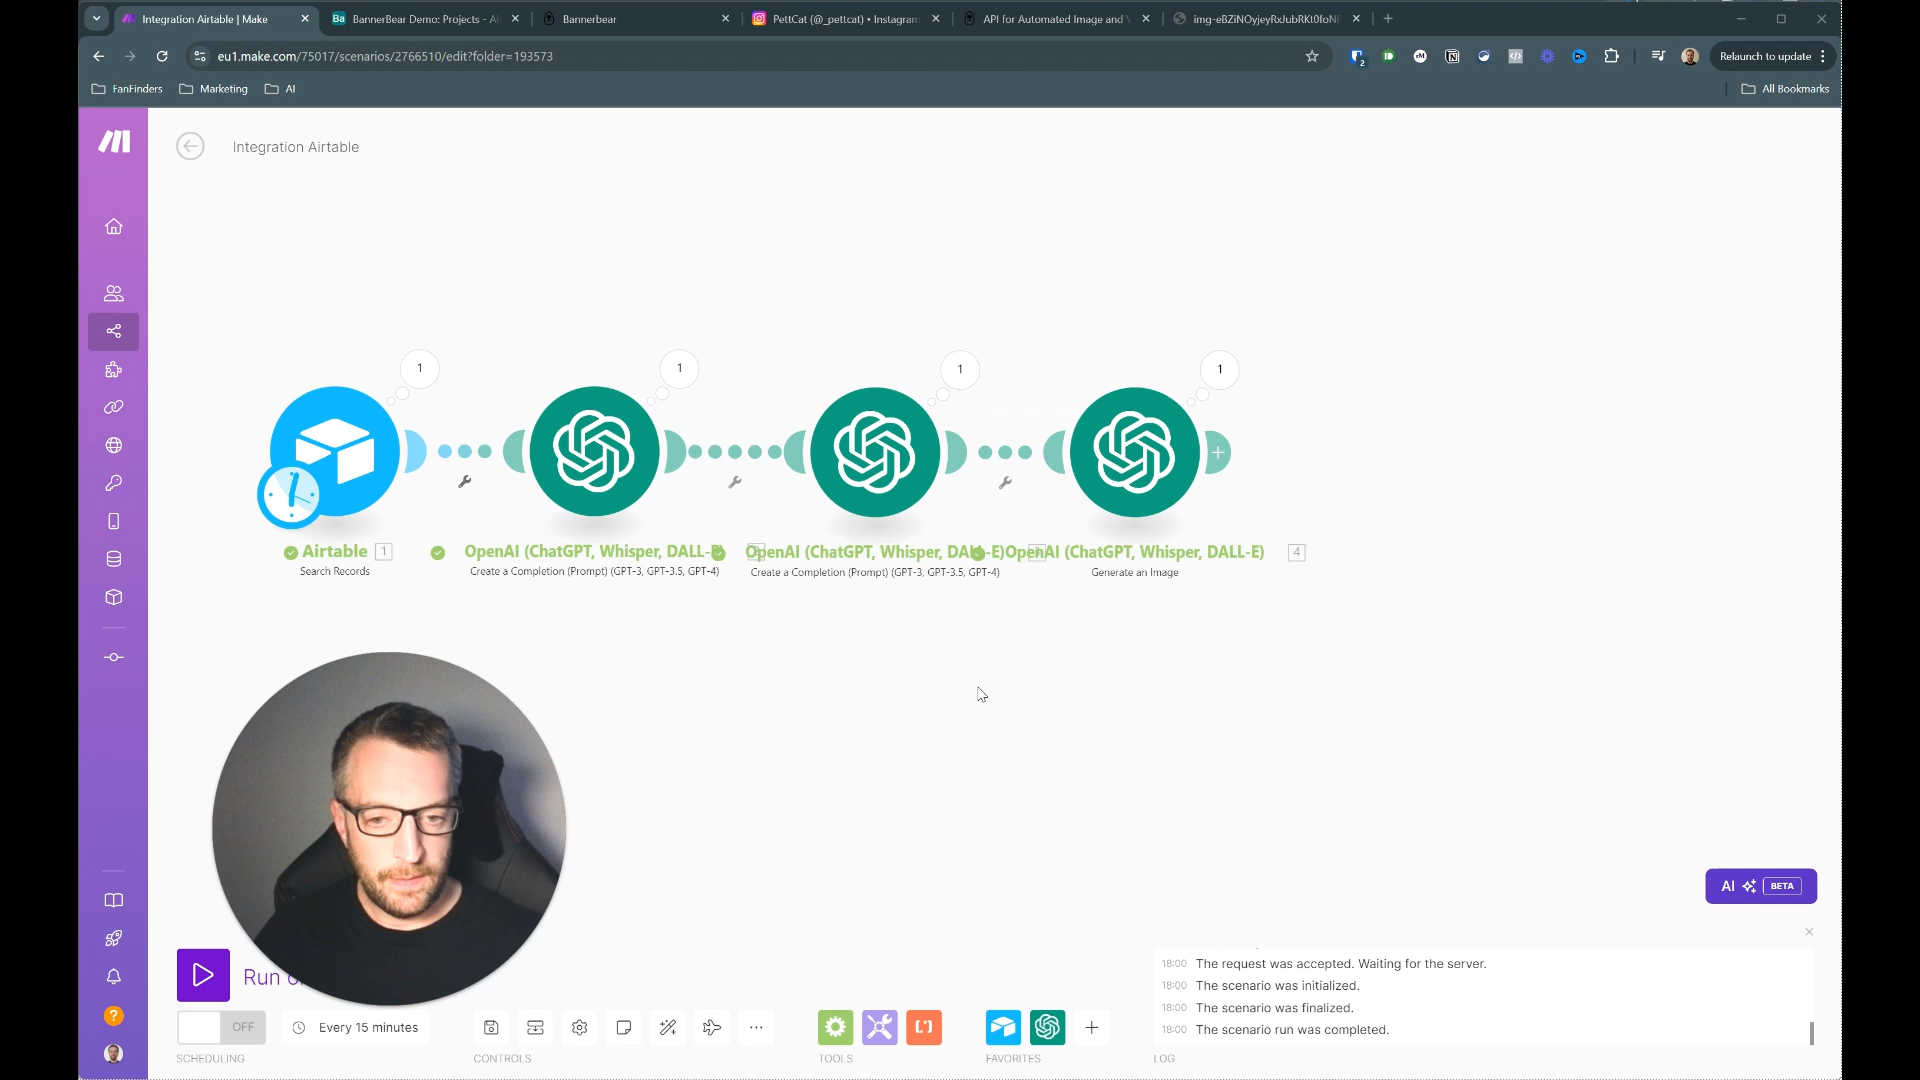 Integration Airtable | Make
Ba
BannerBear Demo: Projects - Ai
Bannerbear
PettCat (@_pettcat) • Instagram
API for Automated Image and V
eu1.make.com/75017/scenarios/2766510/edit?folder=193573
2
Relaunch to update
FanFinders
Marketing
AI
All Bookmarks
Integration Airtable
1
1
1
1
Airtable
1
Search Records
OpenAI (ChatGPT, Whisper, DALL-E)
Create a Completion (Prompt) (GPT-3, GPT-3.5, GPT-4)
OpenAI (ChatGPT, Whisper, DALL-E)
Create a Completion (Prompt) (GPT-3, GPT-3.5, GPT-4)
OpenAI (ChatGPT, Whisper, DALL-E)
4
Generate an Image
AI
BETA
Run
?
OFF
Every 15 minutes
SCHEDULING
CONTROLS
TOOLS
FAVORITES
18:00 The request was accepted. Waiting for the server.
18:00 The scenario was initialized.
18:00 The scenario was finalized.
18:00 The scenario run was completed.
LOG